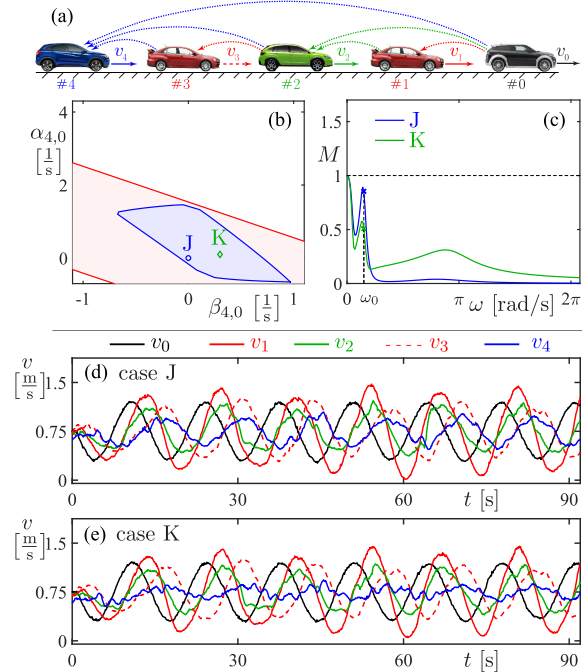 (a)
v₄ v₃ v₂ v₁ v₀
#4 #3 #2 #1 #0
(b) (c)
α₄,₀ [1/s]
4
2
0
J
K
-1 0 1
β₄,₀ [1/s]
M
1.5
1
0.5
0
J
K
0 ω₀ π ω [rad/s] 2π
v₀ v₁ v₂ v₃ v₄
v [m/s]
(d) case J
1.5
0.75
0
0 30 60 90
t [s]
v [m/s]
(e) case K
1.5
0.75
0
0 30 60 90
t [s]